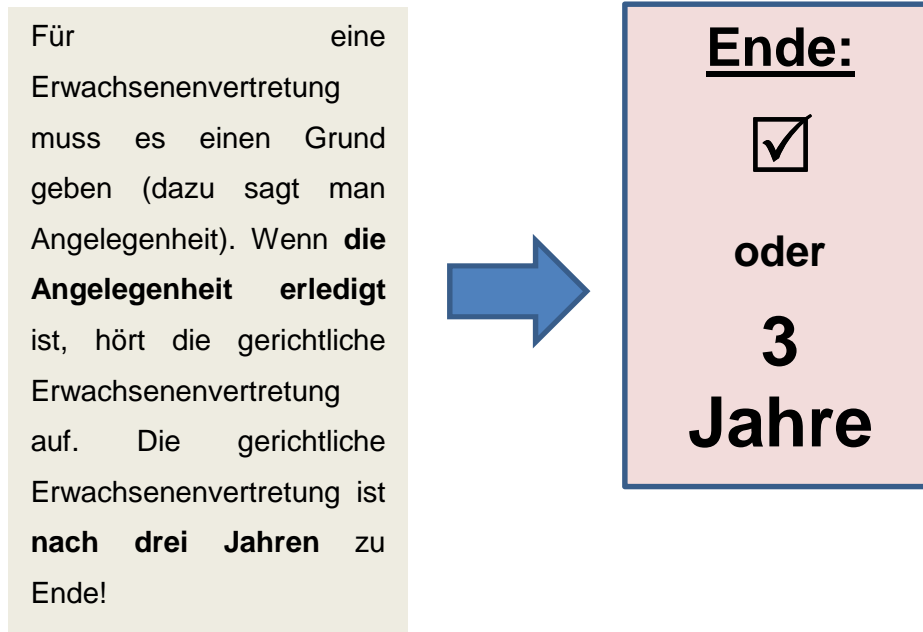 Für eine
Erwachsenenvertretung
muss es einen Grund
geben (dazu sagt man
Angelegenheit). Wenn die
Angelegenheit erledigt
ist, hört die gerichtliche
Erwachsenenvertretung
auf. Die gerichtliche
Erwachsenenvertretung ist
nach drei Jahren zu
Ende!
Ende:
☑
oder
3
Jahre